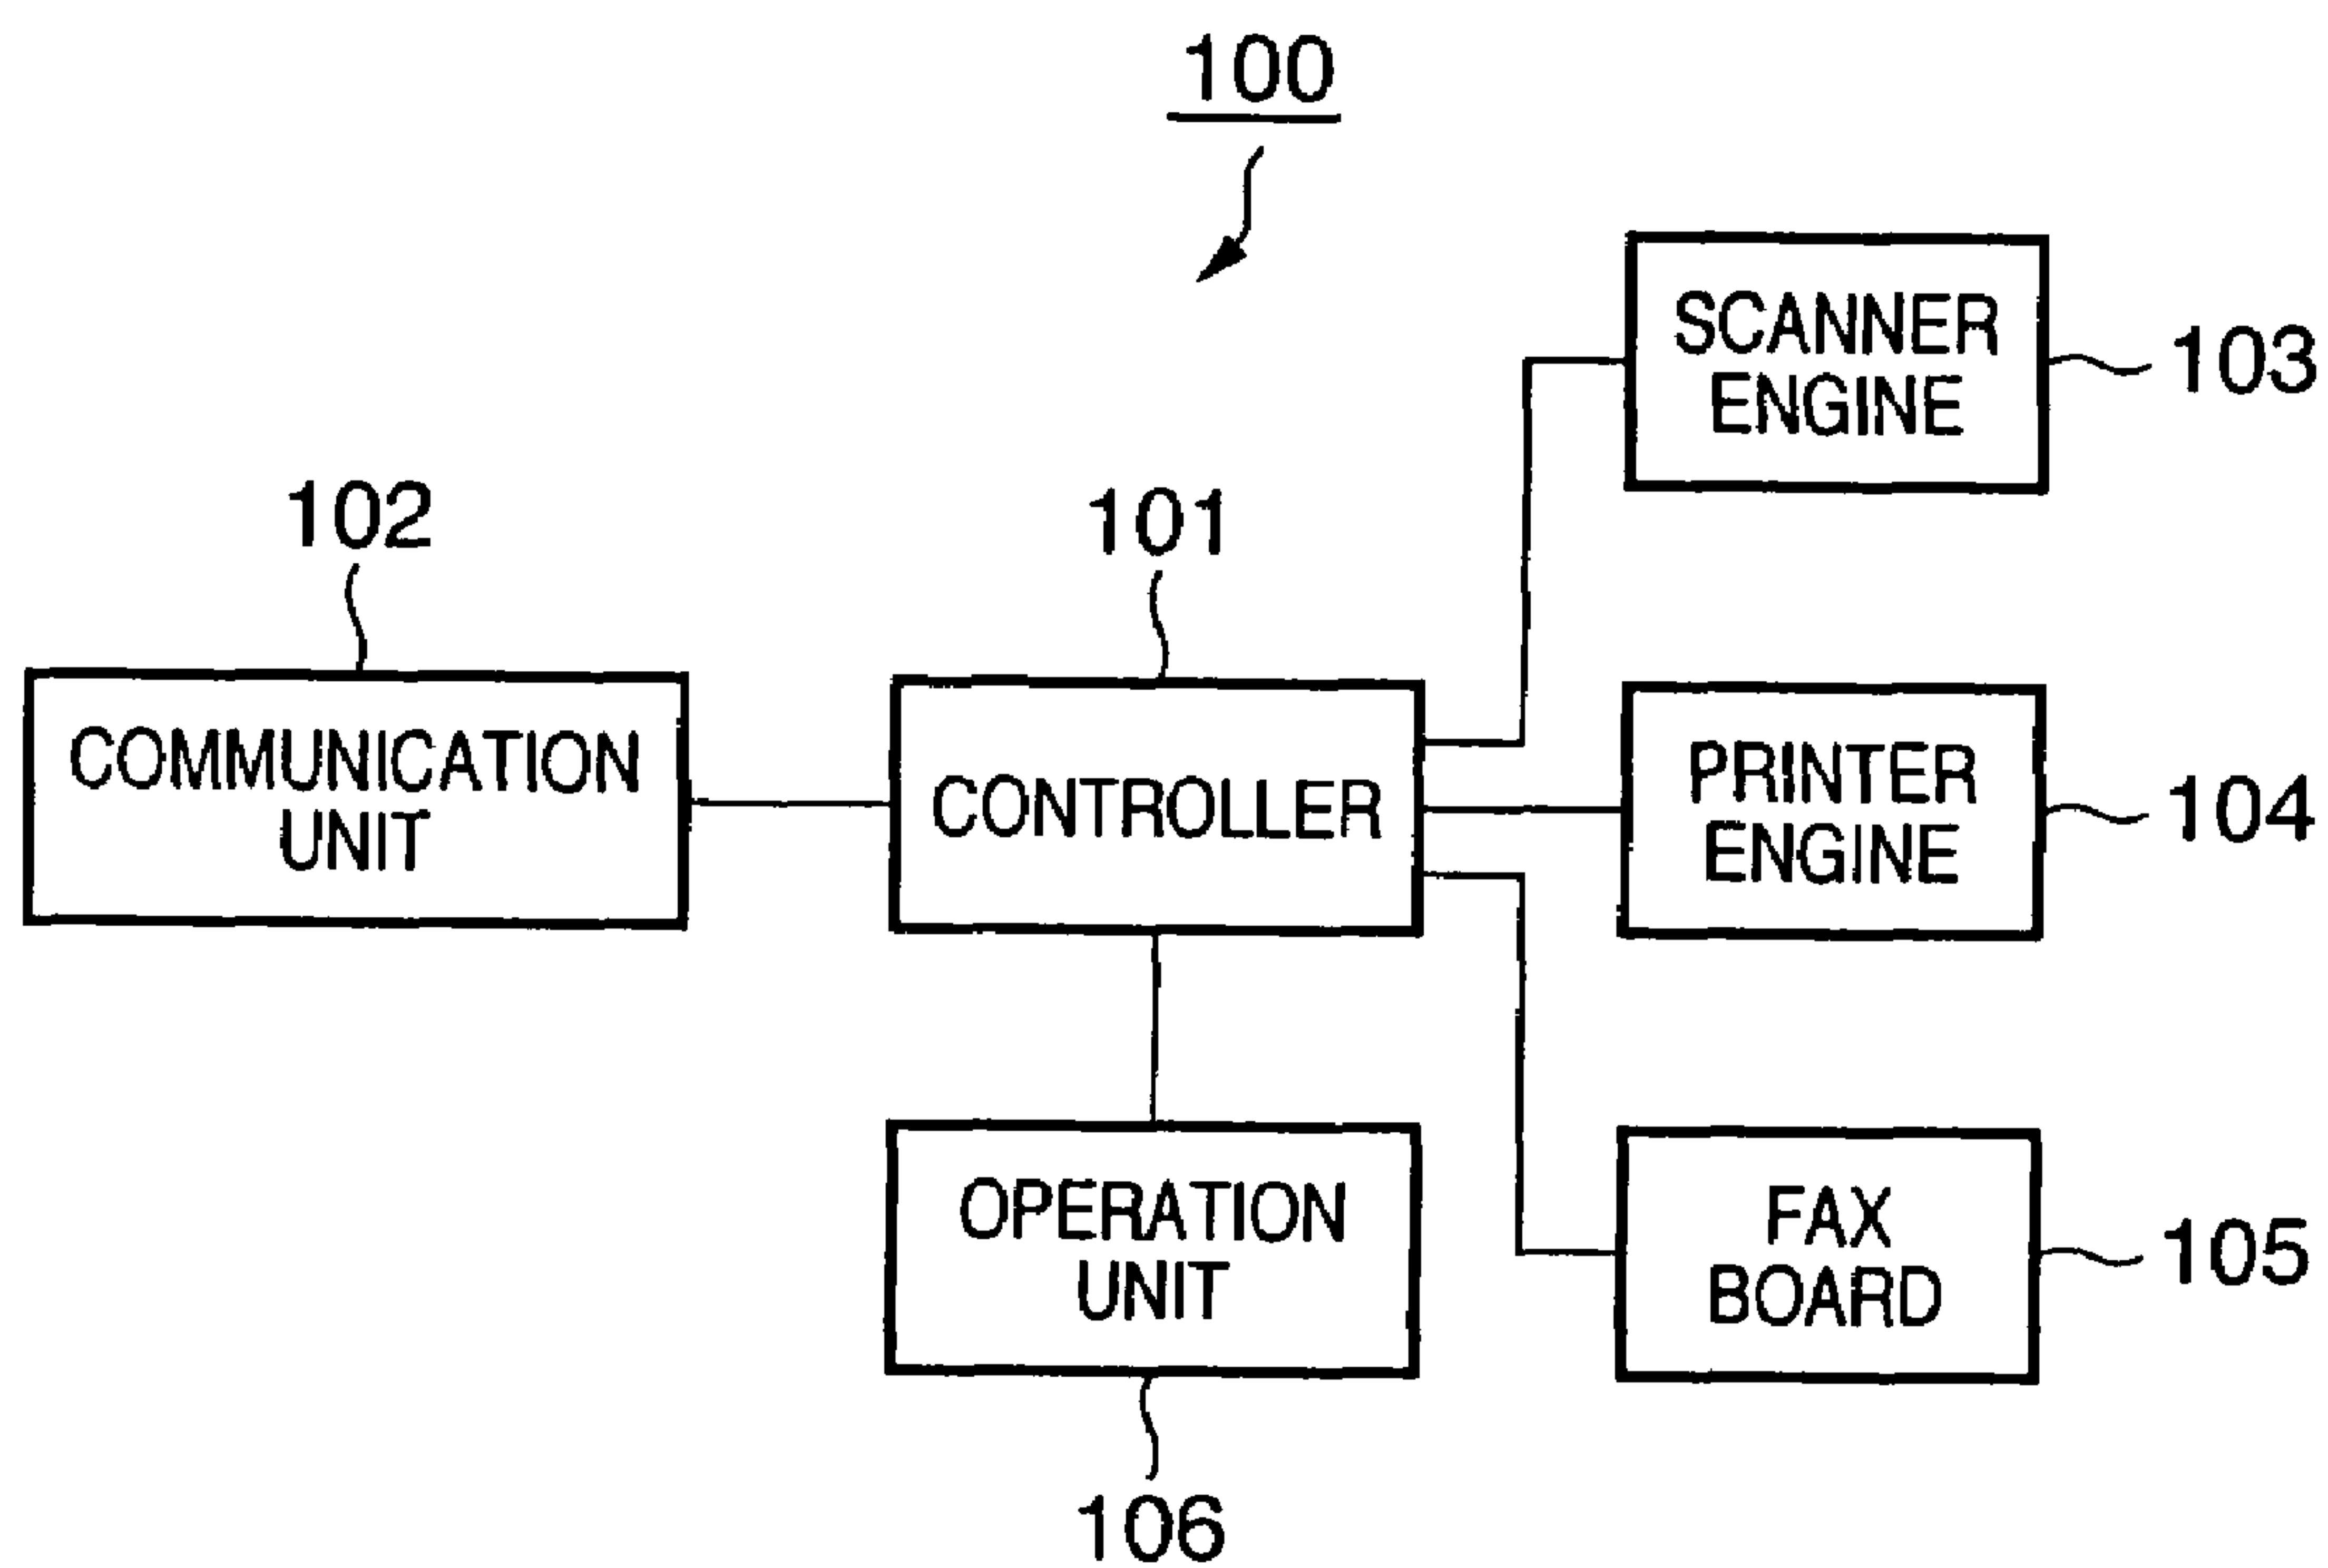 100
SCANNER
ENGINE
103
102
101
COMMUNICATION
UNIT
CONTROLLER
PRINTER
ENGINE
104
OPERATION
UNIT
FAX
BOARD
105
106